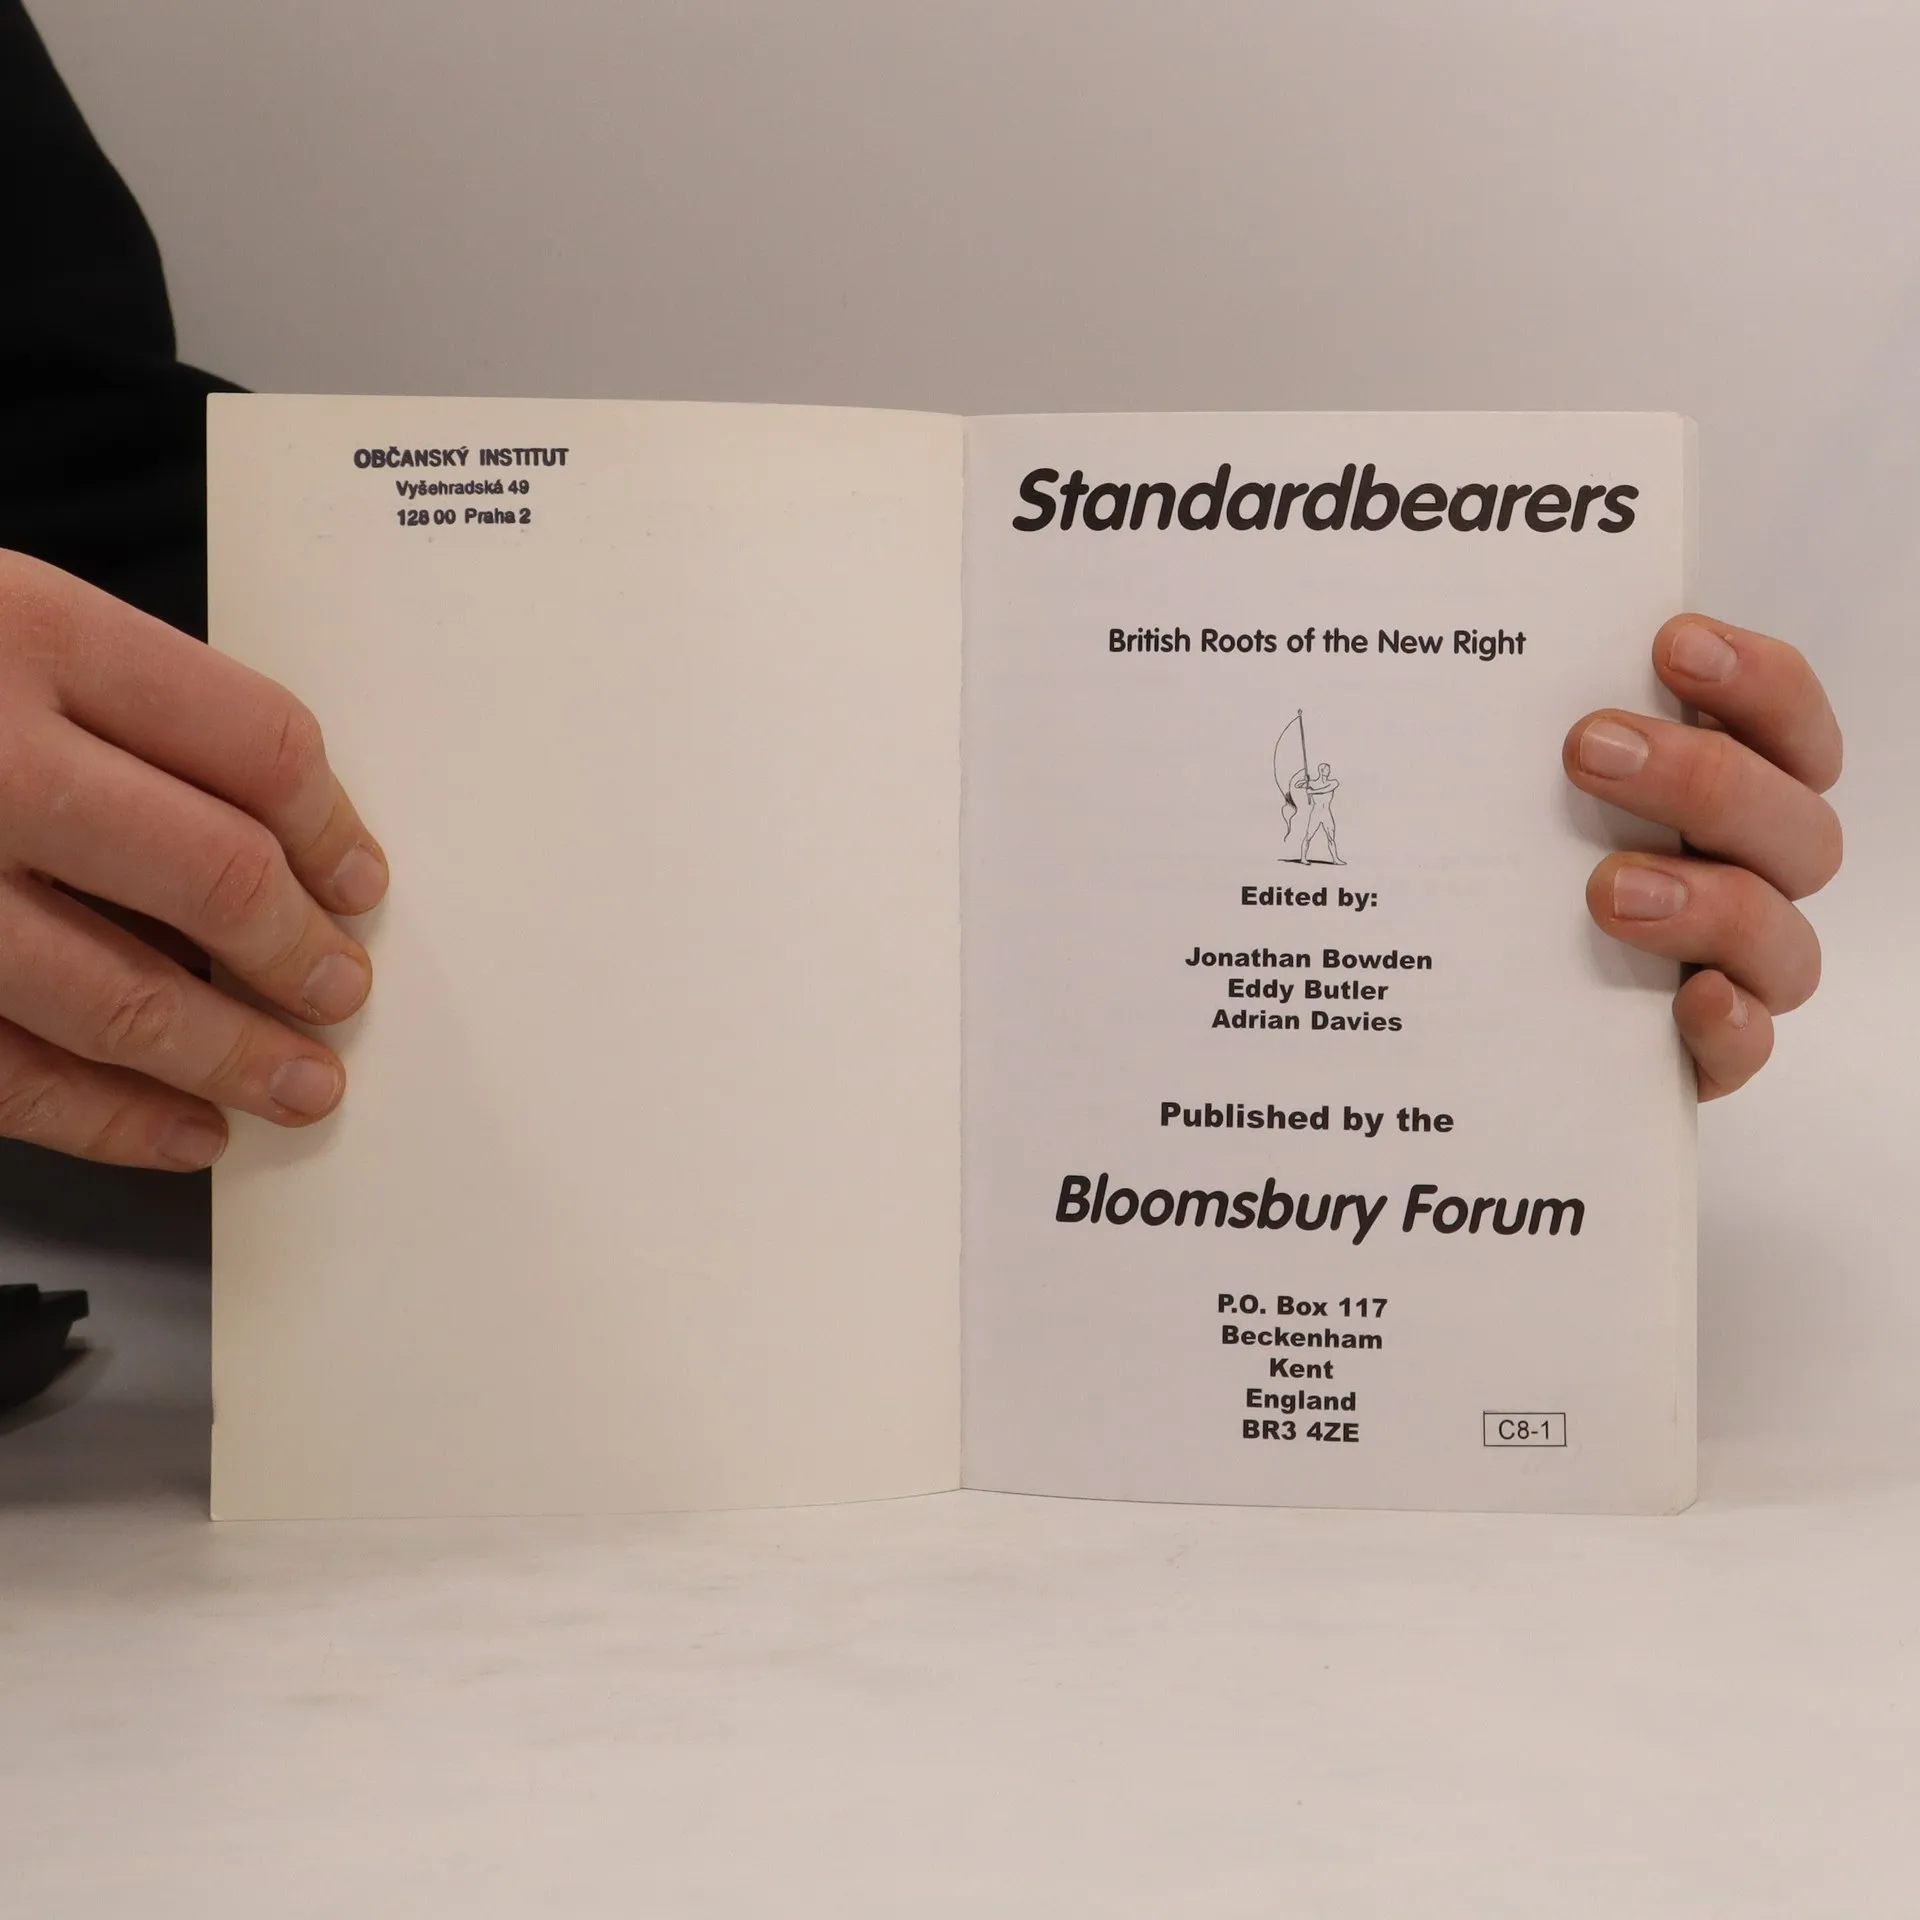 OBČANSKÝ INSTITUT
Vyšehradská 49
128 00 Praha 2
Standardbearers
British Roots of the New Right
Edited by:
Jonathan Bowden
Eddy Butler
Adrian Davies
Published by the
Bloomsbury Forum
P.O. Box 117
Beckenham
Kent
England
BR3 4ZE
C8-1